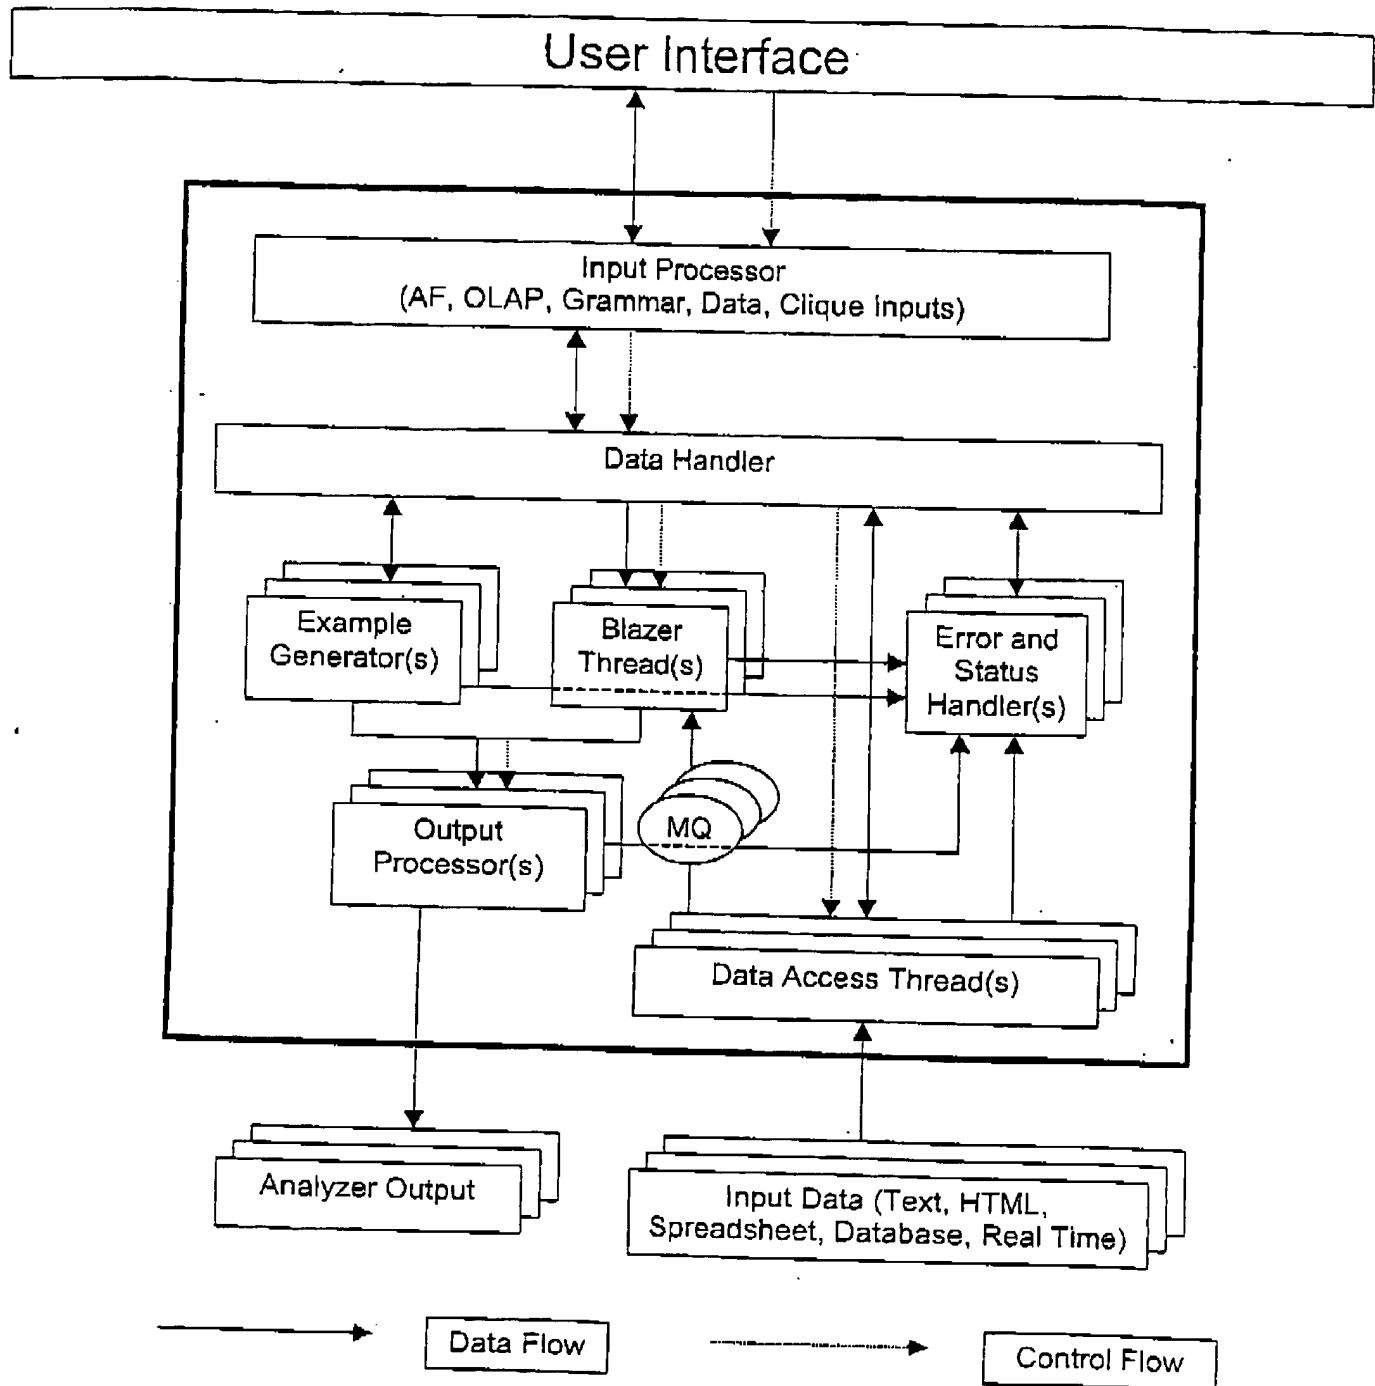 User Interface
Input Processor
(AF, OLAP, Grammar, Data, Clique Inputs)
Data Handler
Example
Generator(s)
Blazer
Thread(s)
Error and
Status
Handler(s)
Output
Processor(s)
MQ
Data Access Thread(s)
Analyzer Output
Input Data (Text, HTML,
Spreadsheet, Database, Real Time)
Data Flow
Control Flow